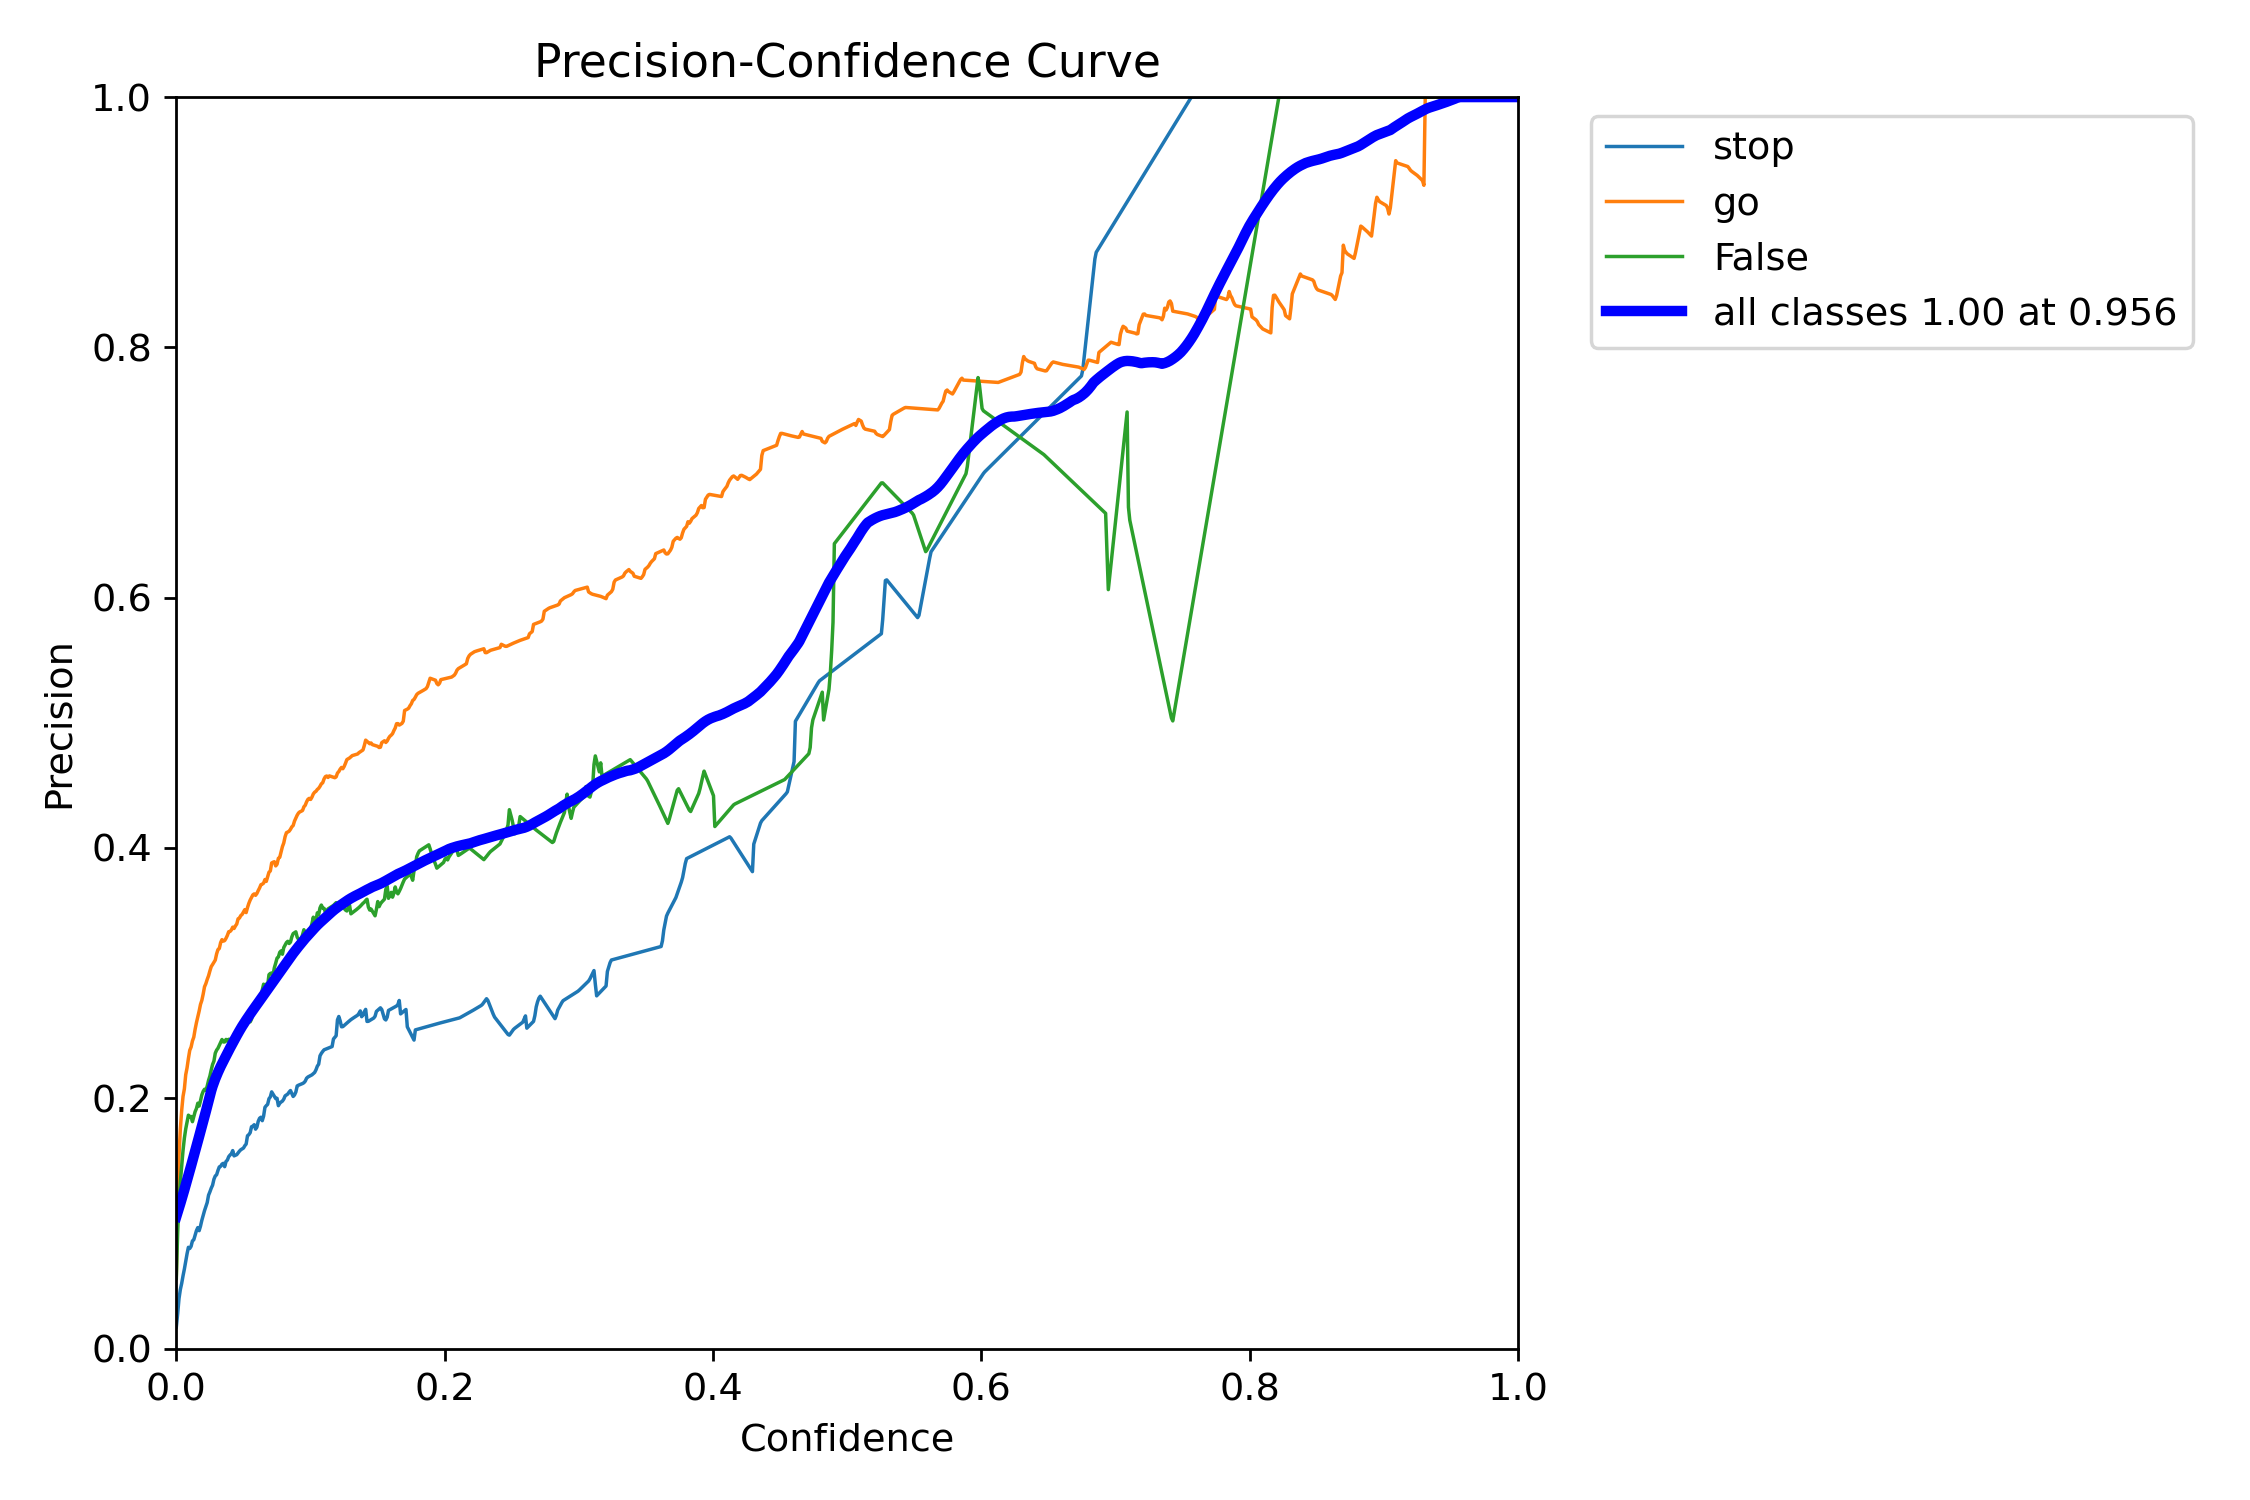 Precision-Confidence Curve
1.0
0.8
0.6
0.4
0.2
0.0
Precision
0.0 0.2 0.4 0.6 0.8 1.0
Confidence
stop
go
False
all classes 1.00 at 0.956